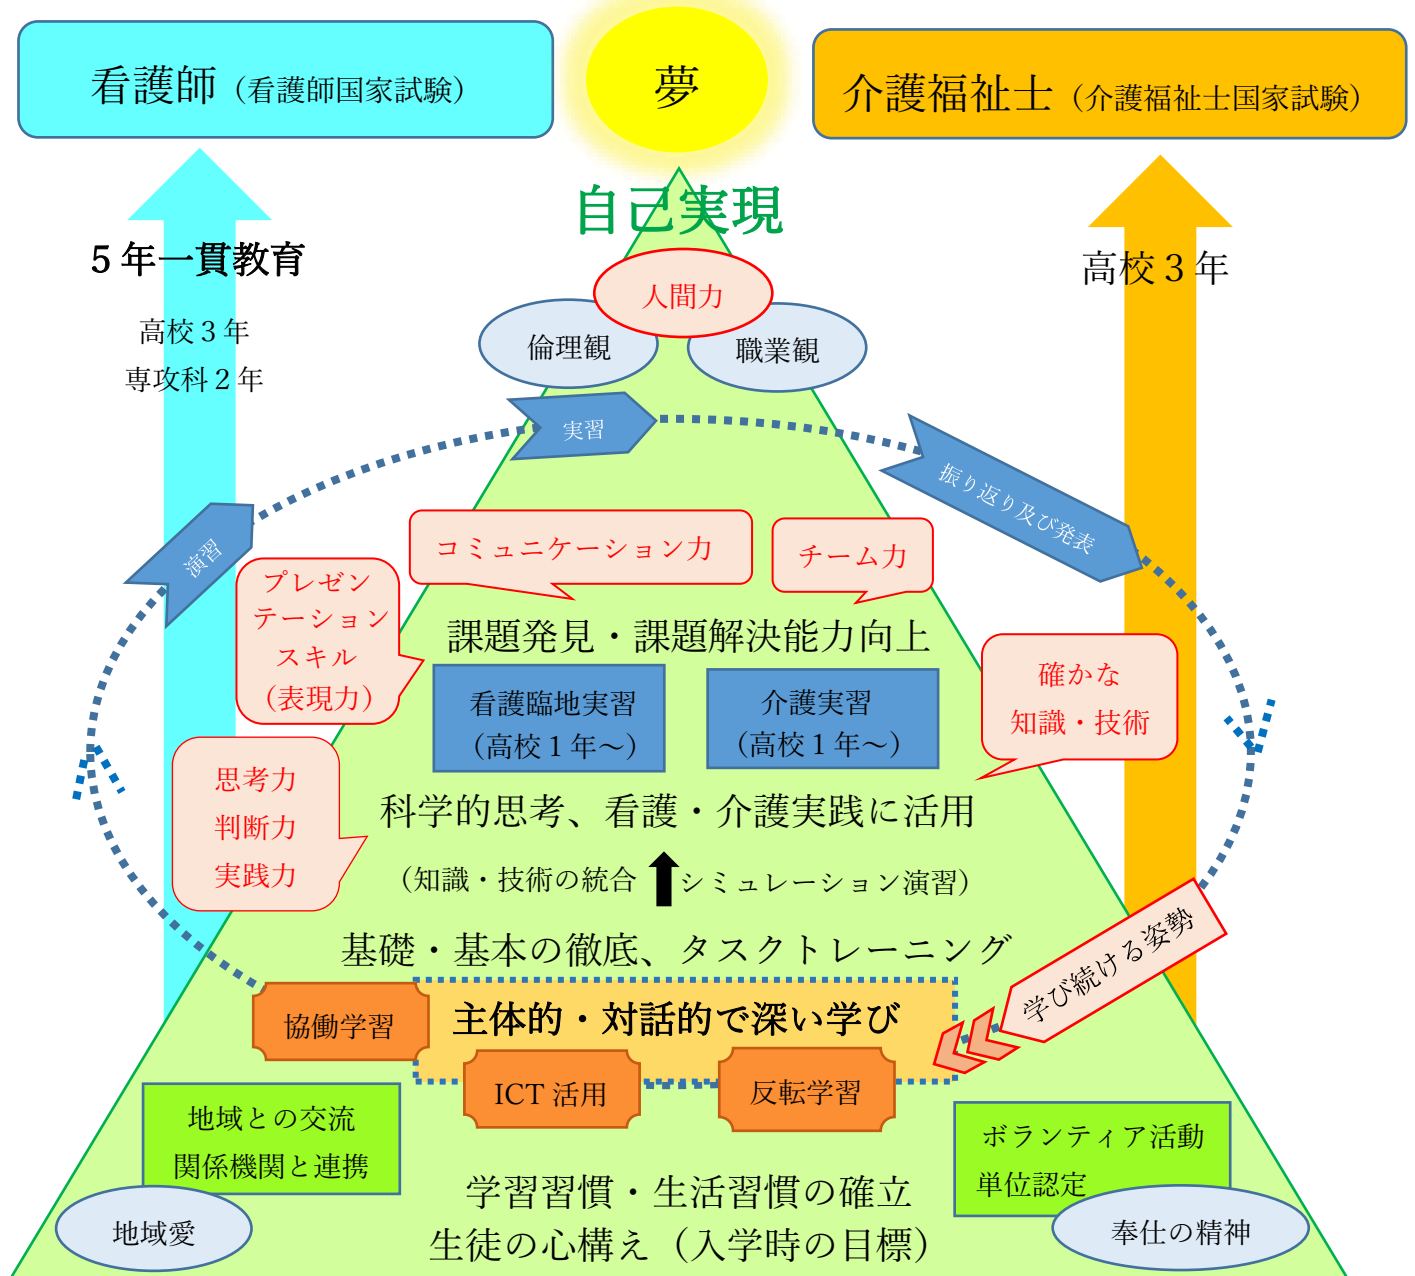 看護師（看護師国家試験）
夢
介護福祉士（介護福祉士国家試験）
自己実現
５年一貫教育
高校３年
専攻科２年
高校３年
人間力
倫理観
職業観
実習
振り返り及び発表
演習
コミュニケーション力
チーム力
プレゼン
テーション
スキル
（表現力）
課題発見・課題解決能力向上
確かな
知識・技術
看護臨地実習
（高校１年～）
介護実習
（高校１年～）
思考力
判断力
実践力
科学的思考、看護・介護実践に活用
（知識・技術の統合
シミュレーション演習）
学び続ける姿勢
基礎・基本の徹底、タスクトレーニング
主体的・対話的で深い学び
協働学習
ICT 活用
反転学習
地域との交流
関係機関と連携
ボランティア活動
単位認定
地域愛
奉仕の精神
学習習慣・生活習慣の確立
生徒の心構え（入学時の目標）